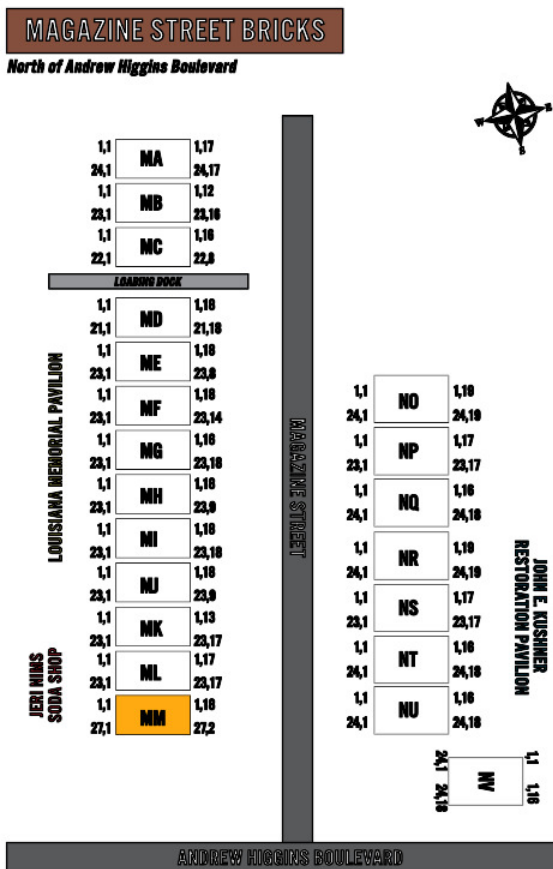 MAGAZINE STREET BRICKS
North of Andrew Higgins Boulevard
N
W
E
S
1,1 MA 1,17
24,1 24,17
1,1 MB 1,12
23,1 23,16
1,1 MC 1,16
22,1 22,8
LOADING DOCK
1,1 MD 1,18
21,1 21,18
1,1 ME 1,18
23,1 23,8
1,1 MF 1,18
23,1 23,14
1,1 MG 1,16
23,1 23,18
1,1 MH 1,18
23,1 23,9
1,1 MI 1,18
23,1 23,18
1,1 MJ 1,18
23,1 23,9
1,1 MK 1,13
23,1 23,17
1,1 ML 1,17
23,1 23,17
1,1 MM 1,18
27,1 27,2
LOUISIANA MEMORIAL PAVILION
JERI NIMS
SODA SHOP
MAGAZINE STREET
1,1 NO 1,19
24,1 24,19
1,1 NP 1,17
23,1 23,17
1,1 NQ 1,16
24,1 24,18
1,1 NR 1,19
24,1 24,19
1,1 NS 1,17
23,1 23,17
1,1 NT 1,16
24,1 24,18
1,1 NU 1,16
24,1 24,18
JOHN E. KUSHNER
RESTORATION PAVILION
1,1 NV 1,16
24,1 24,18
ANDREW HIGGINS BOULEVARD